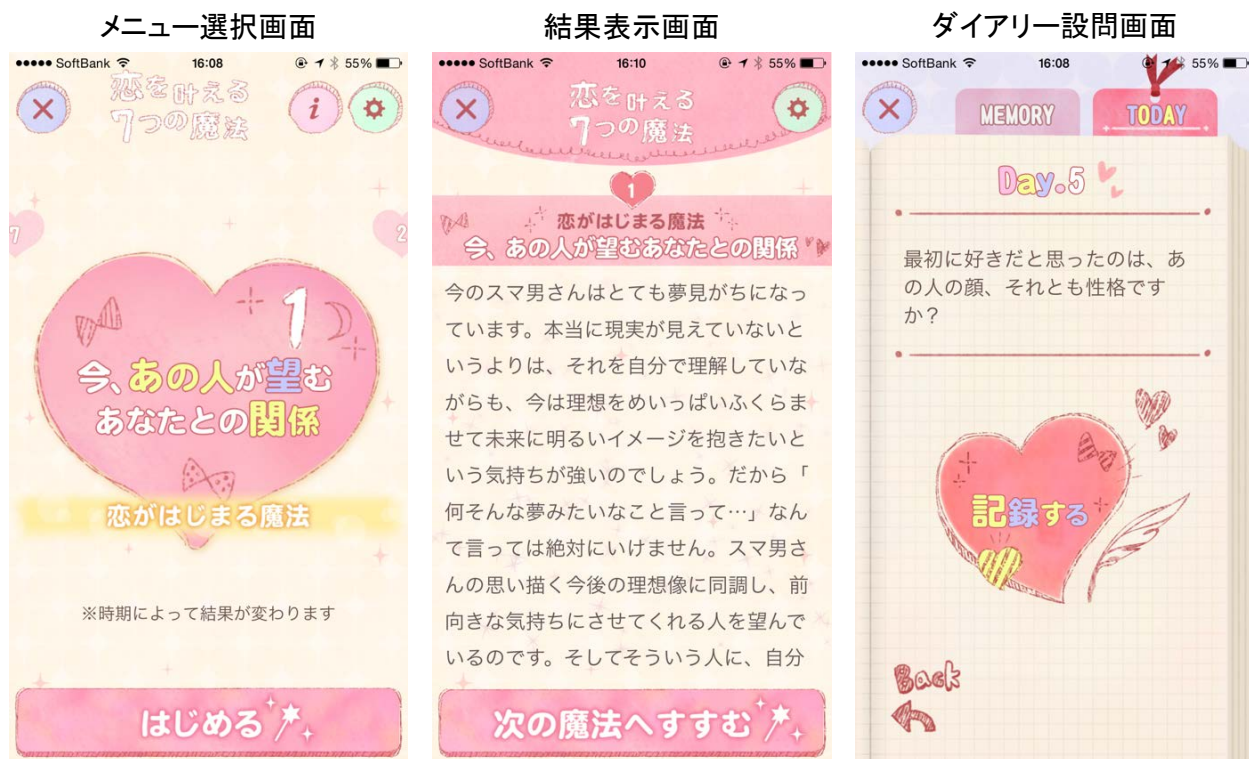 メニュー選択画面
●●●●● SoftBank 16:08 55%
恋を叶える
7つの魔法
i
7
2
1
今、あの人が望む
あなたとの関係
恋がはじまる魔法
※時期によって結果が変わります
はじめる
結果表示画面
●●●●● SoftBank 16:10 55%
恋を叶える
7つの魔法
1
恋がはじまる魔法
今、あの人が望むあなたとの関係
今のスマ男さんはとても夢見がちになっ
ています。本当に現実が見えていないと
いうよりは、それを自分で理解していな
がらも、今は理想をめいっぱいふくらま
せて未来に明るいイメージを抱きたいと
いう気持ちが強いのでしょう。だから「
何そんな夢みたいなこと言って…」なん
て言っては絶対にいけません。スマ男さ
んの思い描く今後の理想像に同調し、前
向きな気持ちにさせてくれる人を望んで
いるのです。そしてそういう人に、自分
次の魔法へすすむ
ダイアリー設問画面
●●●●● SoftBank 16:08 55%
MEMORY TODAY
Day.5
最初に好きだと思ったのは、あ
の人の顔、それとも性格です
か？
記録する
Back